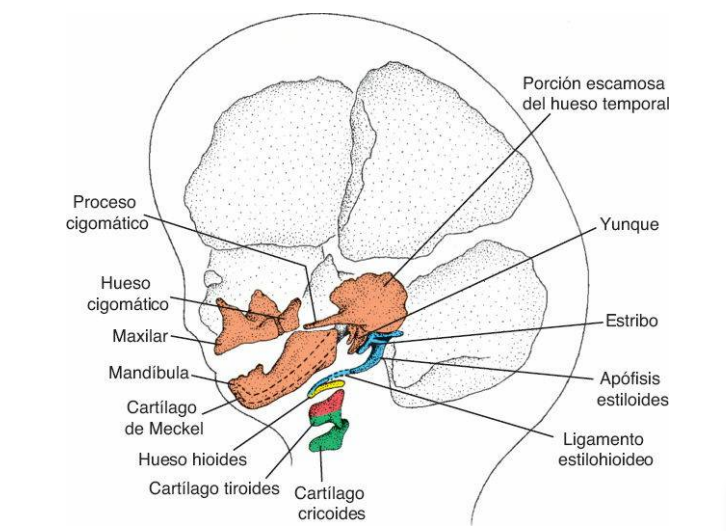 Porción escamosa
del hueso temporal
Proceso
cigomático
Yunque
Hueso
cigomático
Estribo
Maxilar
Mandíbula
Apófisis
estiloides
Cartílago
de Meckel
Ligamento
estilohioideo
Hueso hioides
Cartílago tiroides
Cartílago
cricoides